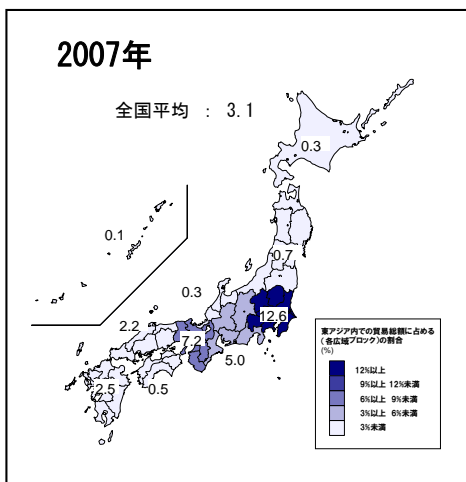 2007年
全国平均 : 3.1
0.3
0.1
0.7
0.3
12.6
2.2
7.2
5.0
2.5
0.5
東アジア内での貿易総額に占める
(各広域ブロック)の割合
(%)
12%以上
9%以上 12%未満
6%以上 9%未満
3%以上 6%未満
3%未満